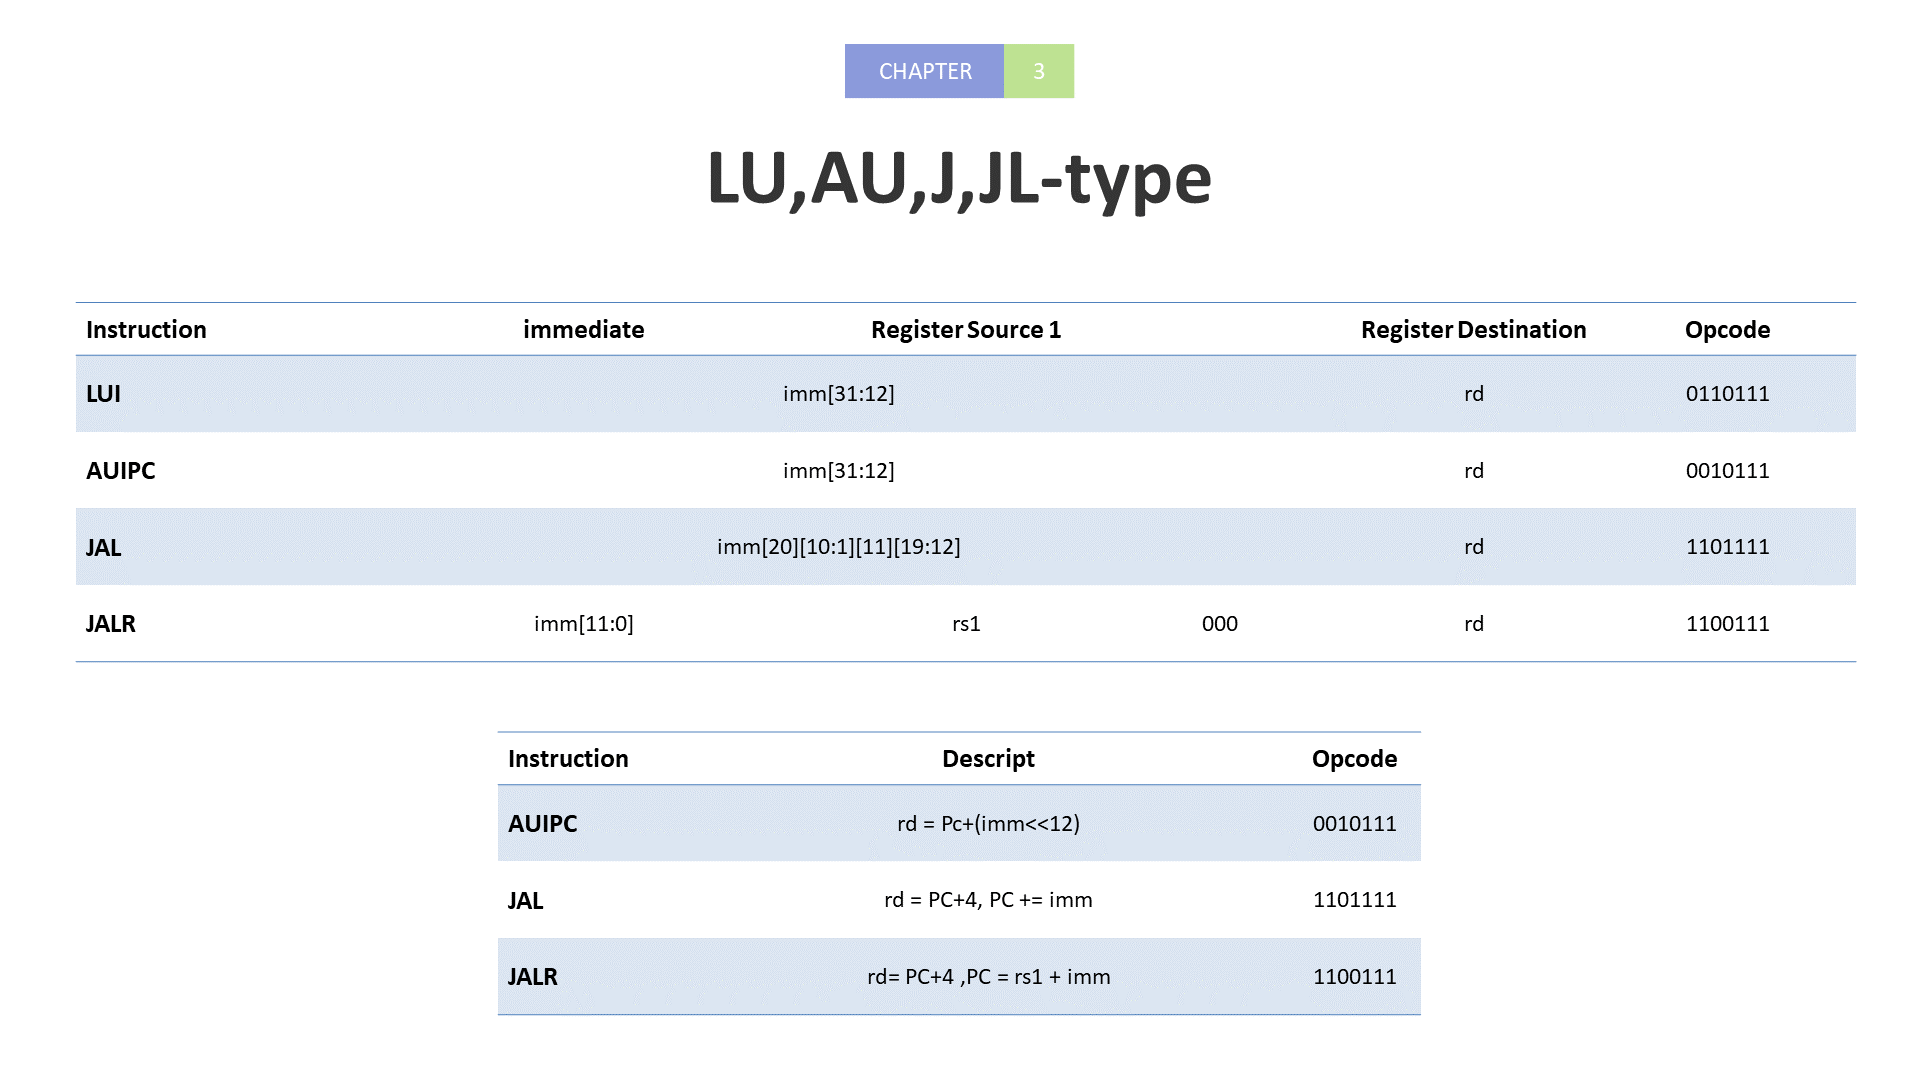 CHAPTER 3
LU,AU,J,JL-type
Instruction immediate Register Source 1 Register Destination Opcode
LUI imm[31:12] rd 0110111
AUIPC imm[31:12] rd 0010111
JAL imm[20][10:1][11][19:12] rd 1101111
JALR imm[11:0] rs1 000 rd 1100111
Instruction Descript Opcode
AUIPC rd = Pc+(imm<<12) 0010111
JAL rd = PC+4, PC += imm 1101111
JALR rd= PC+4 ,PC = rs1 + imm 1100111